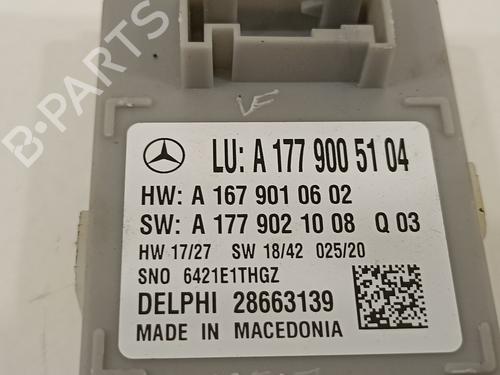 B-PARTS
LU: A 177 900 51 04
HW: A 167 901 06 02
SW: A 177 902 10 08 Q 03
HW 17/27 SW 18/42 025/20
SNO 6421E1THGZ
DELPHI 28663139
MADE IN MACEDONIA